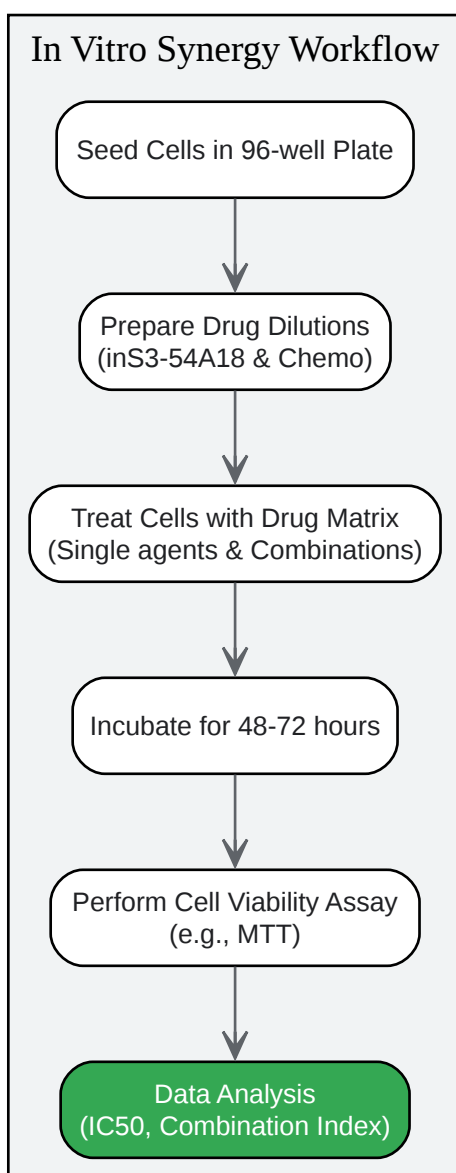 In Vitro Synergy Workflow
Seed Cells in 96-well Plate
Prepare Drug Dilutions
(inS3-54A18 & Chemo)
Treat Cells with Drug Matrix
(Single agents & Combinations)
Incubate for 48-72 hours
Perform Cell Viability Assay
(e.g., MTT)
Data Analysis
(IC50, Combination Index)